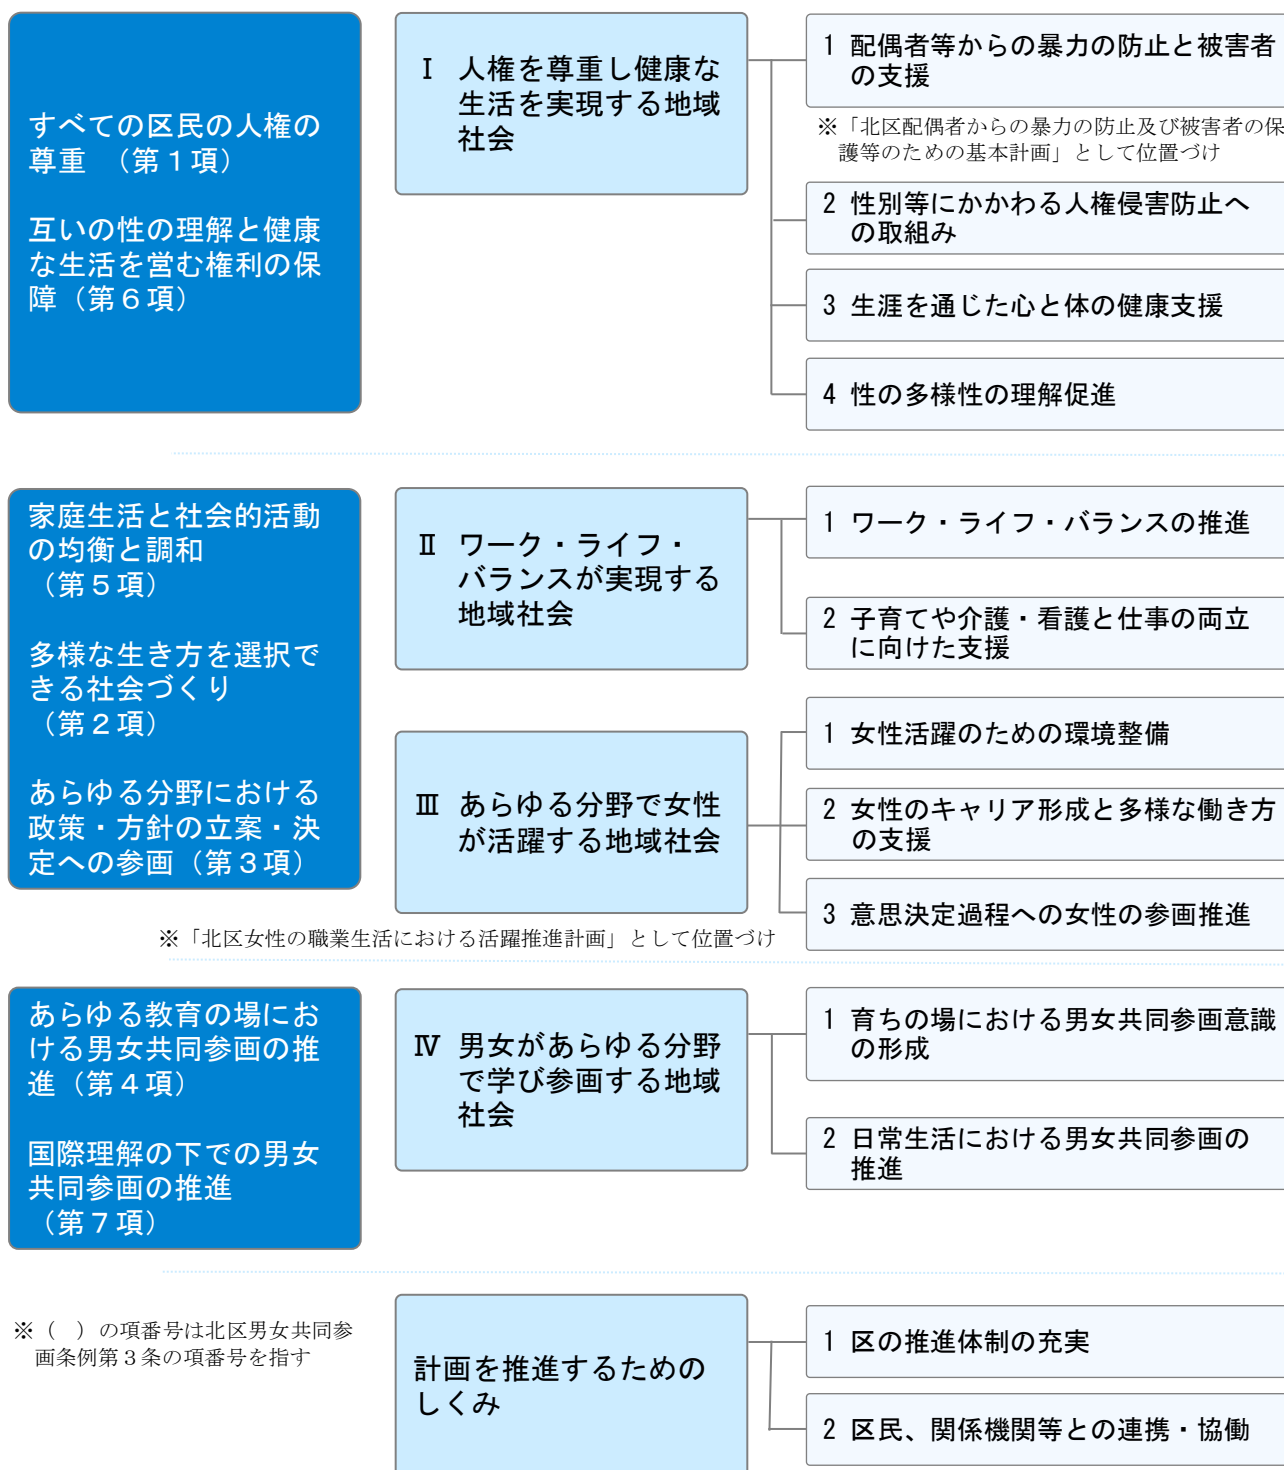 すべての区民の人権の
尊重　（第１項）
互いの性の理解と健康
な生活を営む権利の保
障（第６項）
Ⅰ　人権を尊重し健康な
生活を実現する地域
社会
1 配偶者等からの暴力の防止と被害者
の支援
※「北区配偶者からの暴力の防止及び被害者の保
護等のための基本計画」として位置づけ
2 性別等にかかわる人権侵害防止へ
の取組み
3 生涯を通じた心と体の健康支援
4 性の多様性の理解促進
家庭生活と社会的活動
の均衡と調和
（第５項）
多様な生き方を選択で
きる社会づくり
（第２項）
あらゆる分野における
政策・方針の立案・決
定への参画（第３項）
Ⅱ　ワーク・ライフ・
バランスが実現する
地域社会
1 ワーク・ライフ・バランスの推進
2 子育てや介護・看護と仕事の両立
に向けた支援
Ⅲ　あらゆる分野で女性
が活躍する地域社会
1 女性活躍のための環境整備
2 女性のキャリア形成と多様な働き方
の支援
3 意思決定過程への女性の参画推進
※「北区女性の職業生活における活躍推進計画」として位置づけ
あらゆる教育の場にお
ける男女共同参画の推
進（第４項）
国際理解の下での男女
共同参画の推進
（第７項）
Ⅳ　男女があらゆる分野
で学び参画する地域
社会
1 育ちの場における男女共同参画意識
の形成
2 日常生活における男女共同参画の
推進
※（　）の項番号は北区男女共同参
画条例第３条の項番号を指す
計画を推進するための
しくみ
1 区の推進体制の充実
2 区民、関係機関等との連携・協働